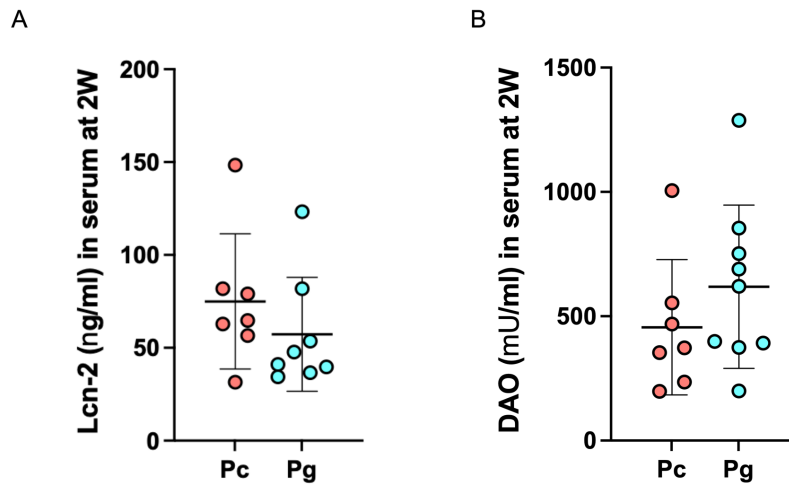 A
B
Lcn-2 (ng/ml) in serum at 2W
200
150
100
50
0
Pc
Pg
DAO (mU/ml) in serum at 2W
1500
1000
500
0
Pc
Pg